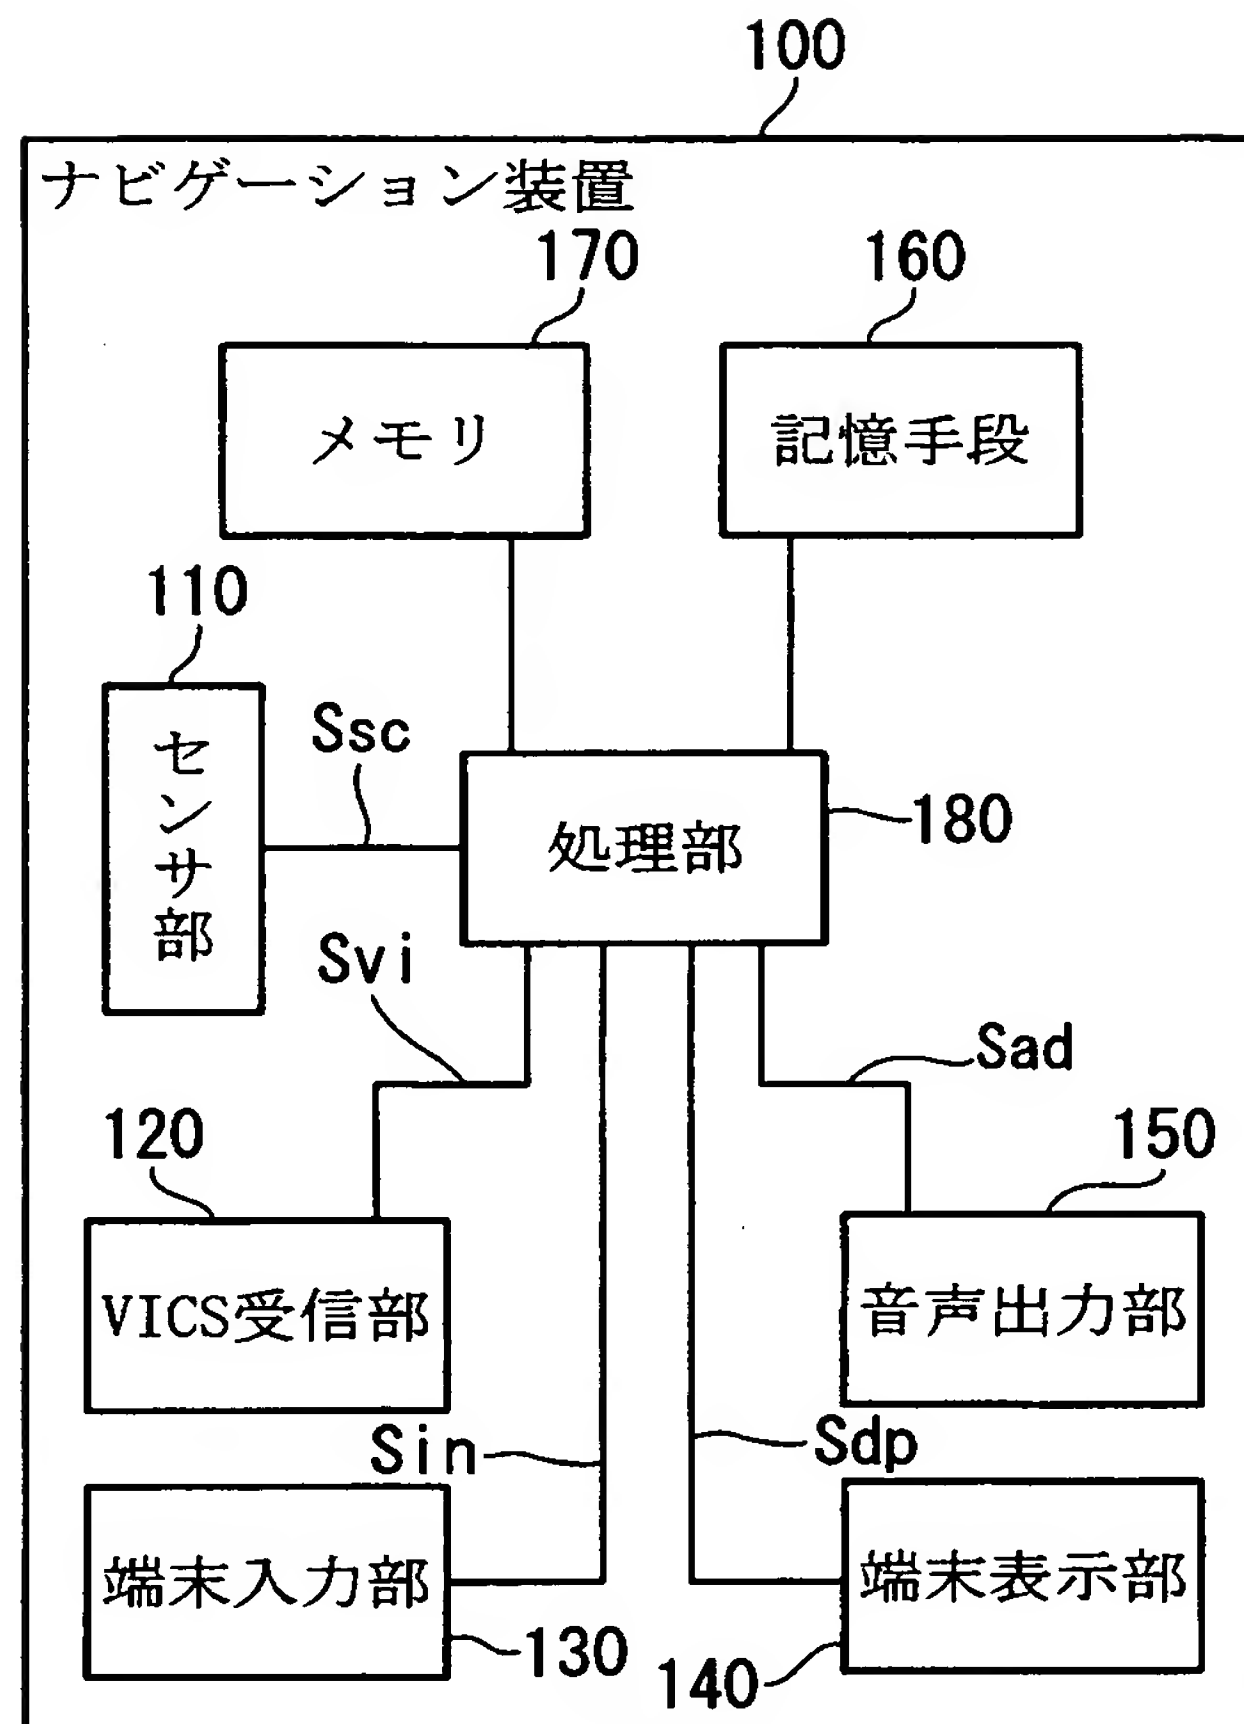 100
ナビゲーション装置
170
160
メモリ
記憶手段
110
センサ部
Ssc
処理部
180
Svi
Sad
120
150
VICS受信部
音声出力部
Sin
Sdp
端末入力部
端末表示部
130
140